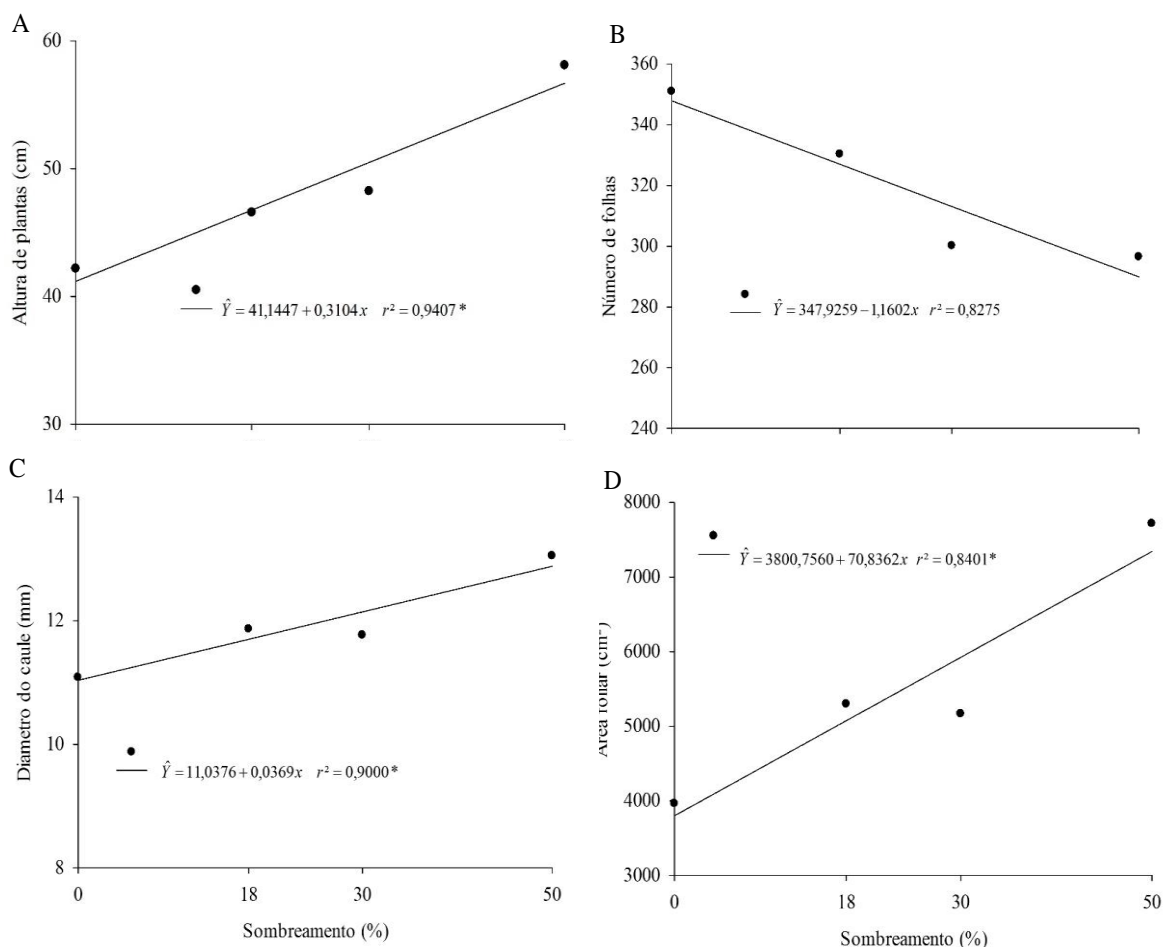 A
60
50
40
30
Altura de plantas (cm)
Ŷ = 41,1447 + 0,3104x r² = 0,9407 *
B
360
340
320
300
280
260
240
Número de folhas
Ŷ = 347,9259 − 1,1602x r² = 0,8275
C
14
12
10
8
Diâmetro do caule (mm)
Ŷ = 11,0376 + 0,0369x r² = 0,9000 *
0 18 30 50
Sombreamento (%)
D
8000
7000
6000
5000
4000
3000
foliar
Ŷ = 3800,7560 + 70,8362x r² = 0,8401*
0 18 30 50
Sombreamento (%)